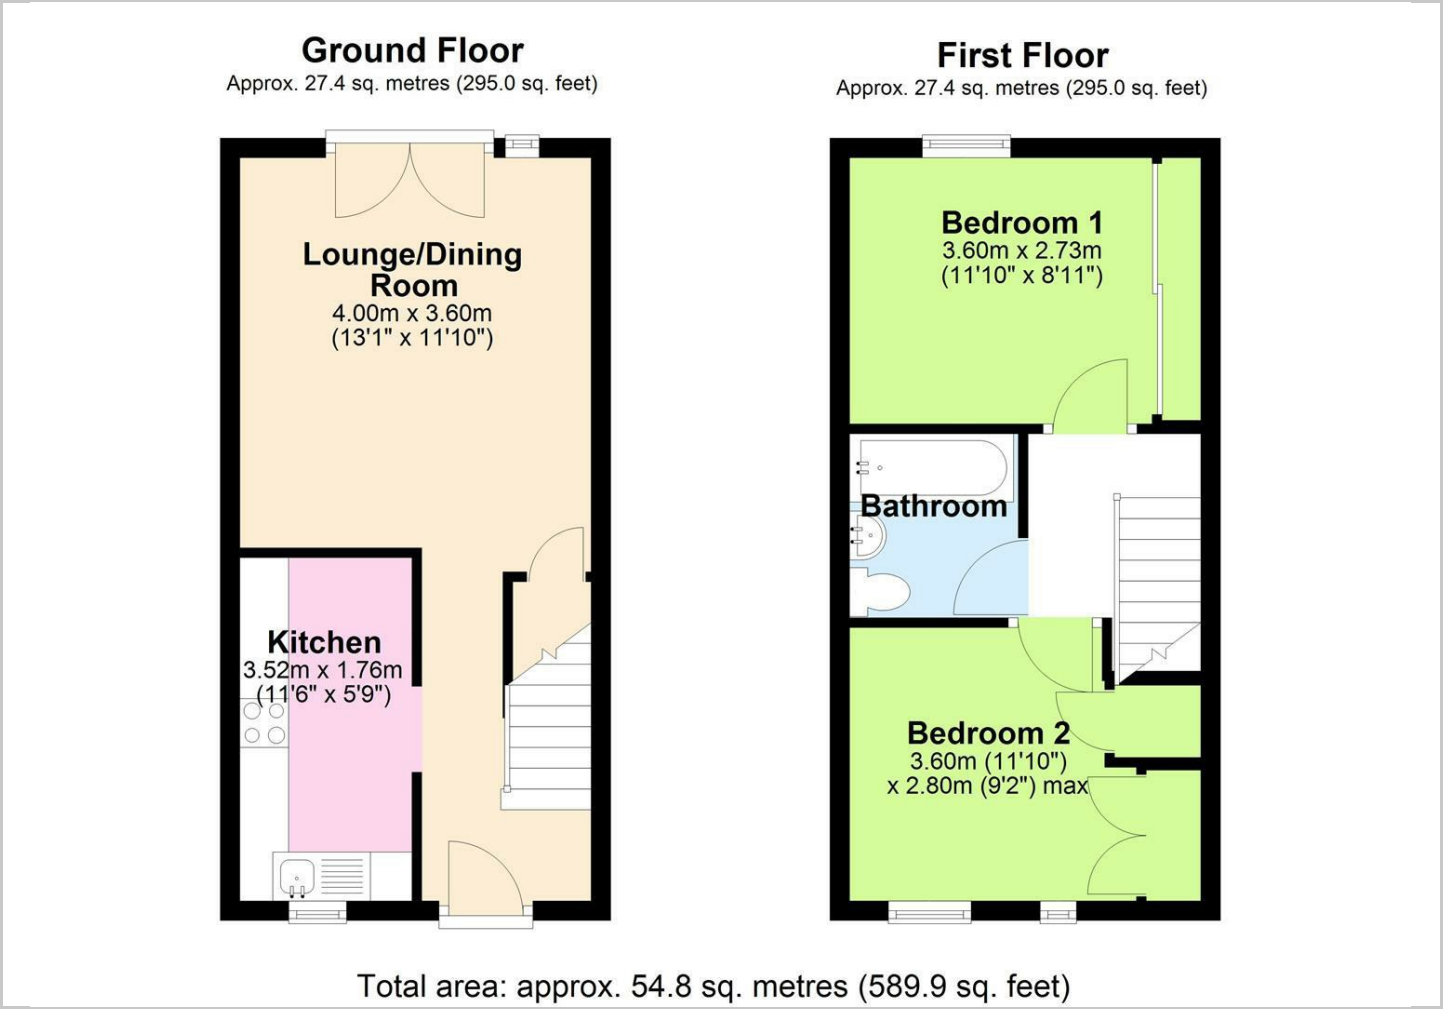 Ground Floor
Approx. 27.4 sq. metres (295.0 sq. feet)
Lounge/Dining
Room
4.00m x 3.60m
(13'1" x 11'10")
Kitchen
3.52m x 1.76m
(11'6" x 5'9")
First Floor
Approx. 27.4 sq. metres (295.0 sq. feet)
Bedroom 1
3.60m x 2.73m
(11'10" x 8'11")
Bathroom
Bedroom 2
3.60m (11'10")
x 2.80m (9'2") max
Total area: approx. 54.8 sq. metres (589.9 sq. feet)